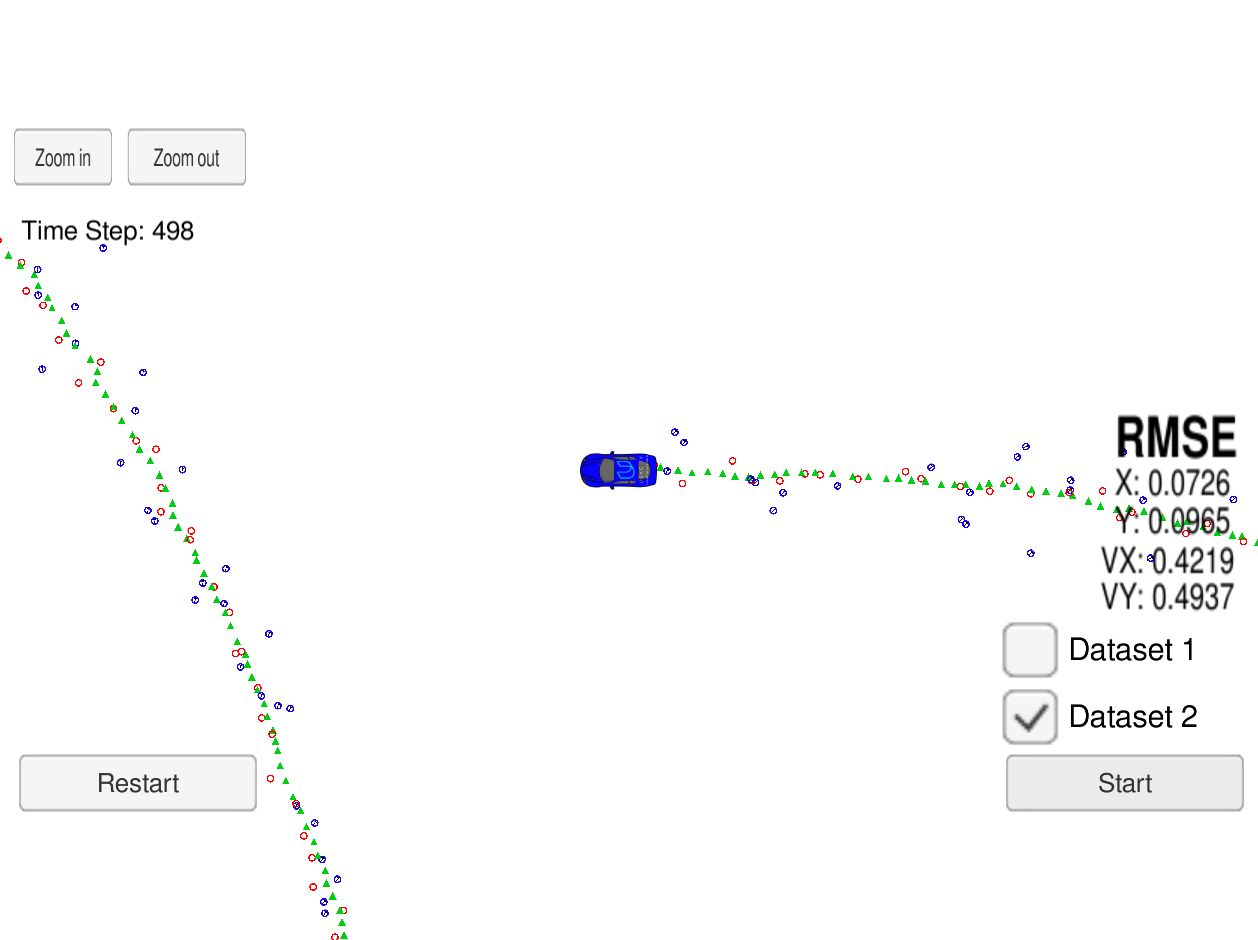 Zoom in
Zoom out
Time Step: 498
RMSE
X: 0.0726
Y: 0.0965
VX: 0.4219
VY: 0.4937
Dataset 1
Dataset 2
Restart
Start